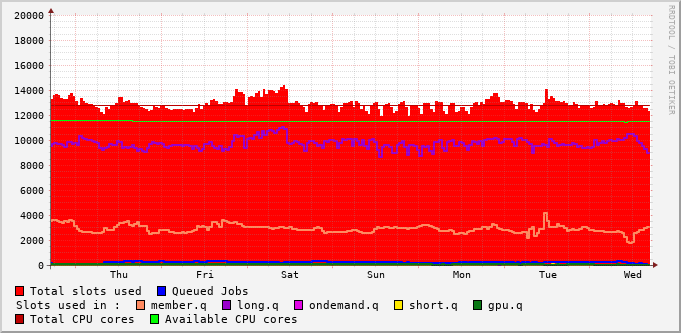 20000
18000
16000
14000
12000
10000
8000
6000
4000
2000
0
Thu Fri Sat Sun Mon Tue Wed
RRDTOOL / TOBI OETIKER
Total slots used Queued Jobs
Slots used in : member.q long.q ondemand.q short.q gpu.q
Total CPU cores Available CPU cores